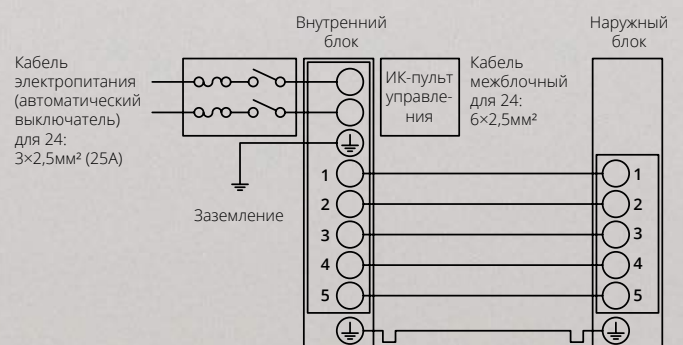 Внутренний
блок
Наружный
блок
Кабель
электропитания
(автоматический
выключатель)
для 24:
3×2,5мм² (25А)
ИК-пульт
управле-
ния
Кабель
межблочный
для 24:
6×2,5мм²
Заземление
1
2
3
4
5
1
2
3
4
5